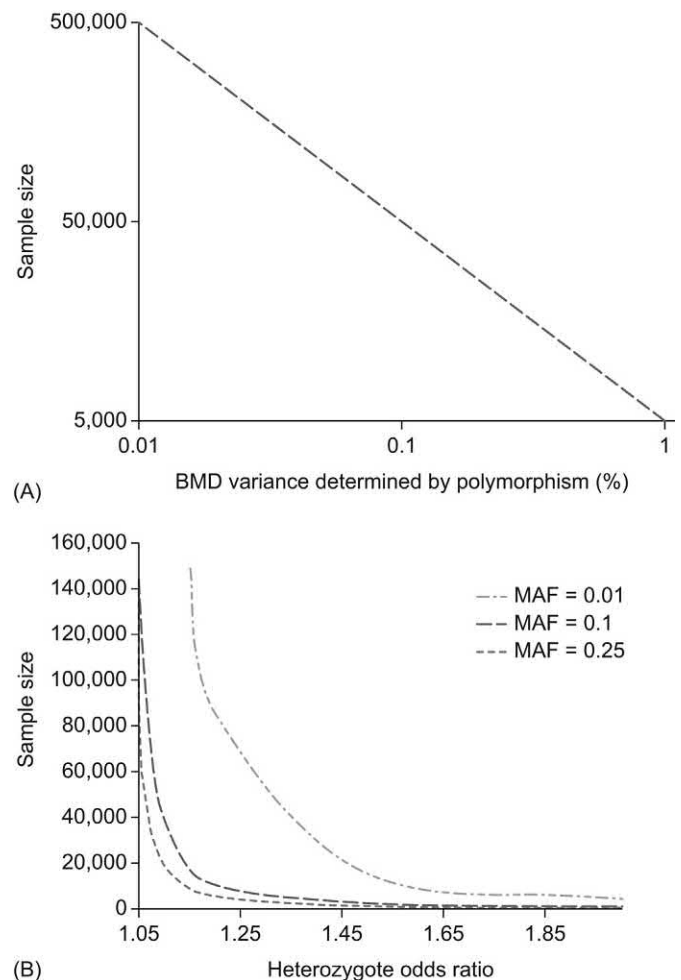 500,000
50,000
5,000
Sample size
0.01 0.1 1
BMD variance determined by polymorphism (%)
(A)
160,000
140,000
120,000
100,000
80,000
60,000
40,000
20,000
0
Sample size
MAF = 0.01
MAF = 0.1
MAF = 0.25
1.05 1.25 1.45 1.65 1.85
Heterozygote odds ratio
(B)